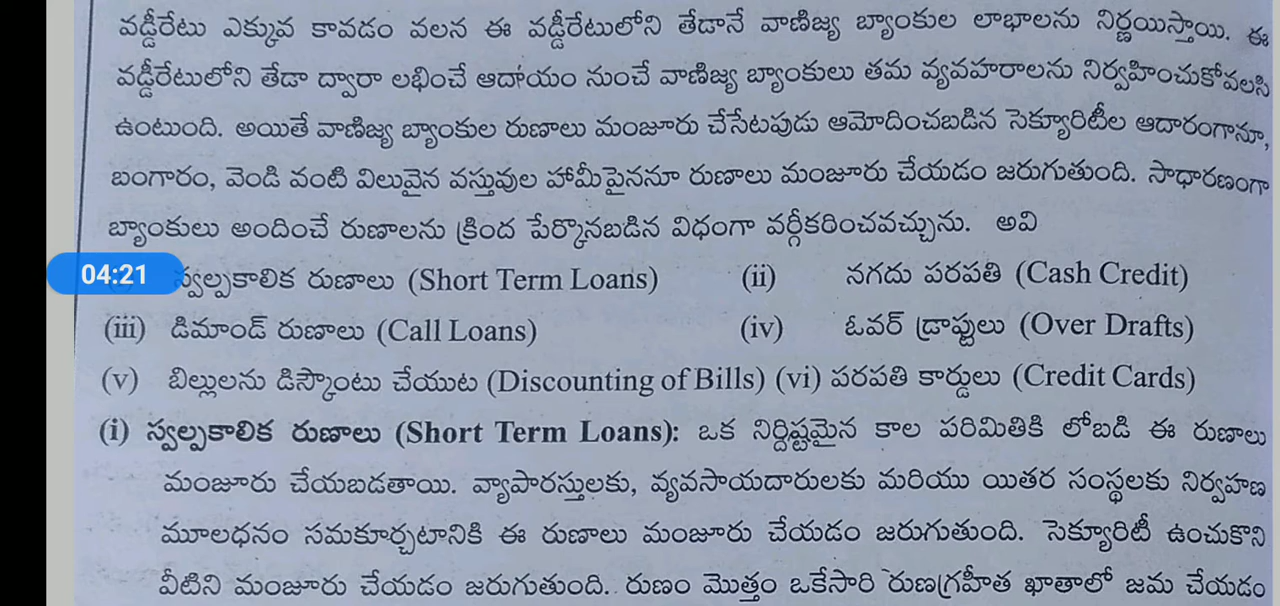 వడ్డీరేటు ఎక్కువ కావడం వలన ఈ వడ్డీరేటులోని తేడానే వాణిజ్య బ్యాంకుల లాభాలను నిర్ణయిస్తాయి. ఈ
వడ్డీరేటులోని తేడా ద్వారా లభించే ఆదాయం నుంచే వాణిజ్య బ్యాంకులు తమ వ్యవహారాలను నిర్వహించుకోవలసి
ఉంటుంది. అయితే వాణిజ్య బ్యాంకుల రుణాలు మంజూరు చేసేటపుడు ఆమోదించబడిన సెక్యూరిటీల ఆదారంగానూ,
బంగారం, వెండి వంటి విలువైన వస్తువుల హామీపైననూ రుణాలు మంజూరు చేయడం జరుగుతుంది. సాధారణంగా
బ్యాంకులు అందించే రుణాలను క్రింద పేర్కొనబడిన విధంగా వర్గీకరించవచ్చును. అవి
04:21 స్వల్పకాలిక రుణాలు (Short Term Loans) (ii) నగదు పరపతి (Cash Credit)
(iii) డిమాండ్ రుణాలు (Call Loans) (iv) ఓవర్ డ్రాప్టులు (Over Drafts)
(v) బిల్లులను డిస్కౌంటు చేయుట (Discounting of Bills) (vi) పరపతి కార్డులు (Credit Cards)
(i) స్వల్పకాలిక రుణాలు (Short Term Loans): ఒక నిర్దిష్టమైన కాల పరిమితికి లోబడి ఈ రుణాలు
మంజూరు చేయబడతాయి. వ్యాపారస్తులకు, వ్యవసాయదారులకు మరియు యితర సంస్థలకు నిర్వహణ
మూలధనం సమకూర్చటానికి ఈ రుణాలు మంజూరు చేయడం జరుగుతుంది. సెక్యూరిటీ ఉంచుకొని
వీటిని మంజూరు చేయడం జరుగుతుంది. రుణం మొత్తం ఒకేసారి రుణగ్రహీత ఖాతాలో జమ చేయడం